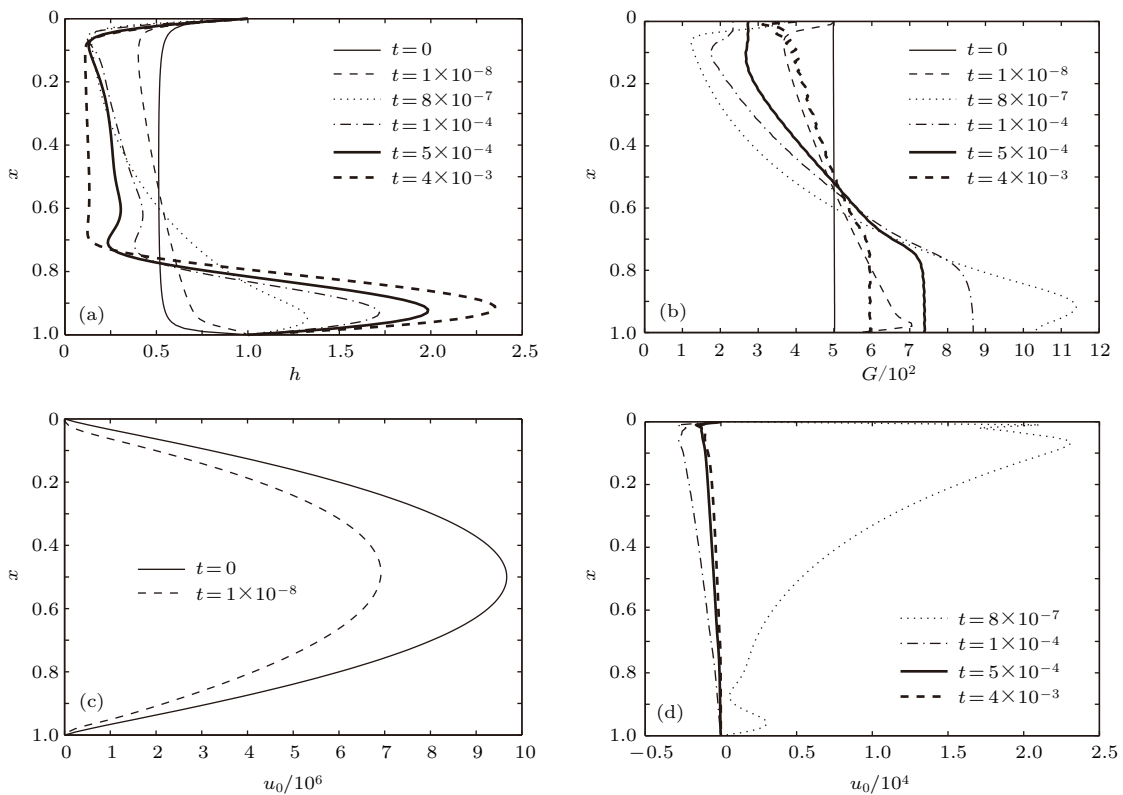 0
0.2
0.4
0.6
0.8
1.0
x
t=0
t=1×10⁻⁸
t=8×10⁻⁷
t=1×10⁻⁴
t=5×10⁻⁴
t=4×10⁻³
(a)
0 0.5 1.0 1.5 2.0 2.5
h
0
0.2
0.4
0.6
0.8
1.0
x
t=0
t=1×10⁻⁸
t=8×10⁻⁷
t=1×10⁻⁴
t=5×10⁻⁴
t=4×10⁻³
(b)
0 1 2 3 4 5 6 7 8 9 10 11 12
G/10²
0
0.2
0.4
0.6
0.8
1.0
x
t=0
t=1×10⁻⁸
(c)
0 1 2 3 4 5 6 7 8 9 10
u₀/10⁶
0
0.2
0.4
0.6
0.8
1.0
x
t=8×10⁻⁷
t=1×10⁻⁴
t=5×10⁻⁴
t=4×10⁻³
(d)
−0.5 0 0.5 1.0 1.5 2.0 2.5
u₀/10⁴